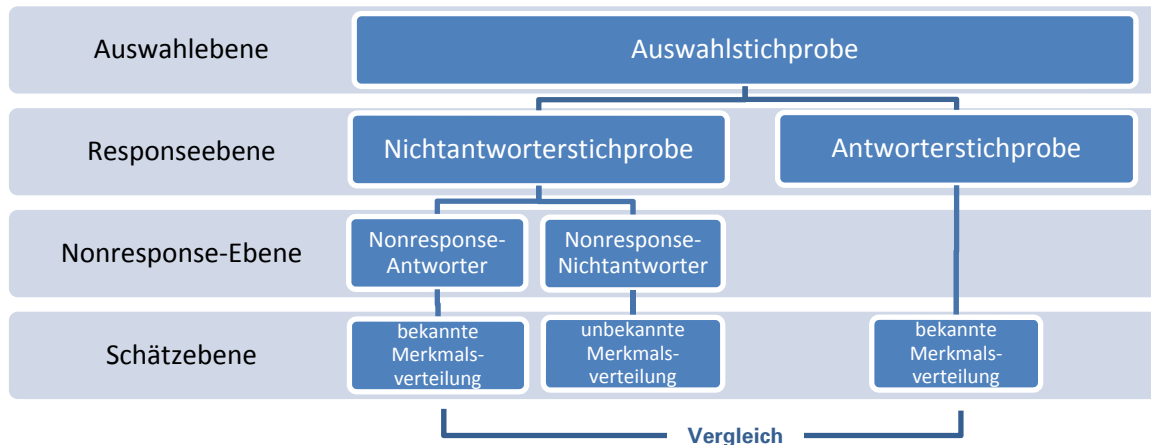 Auswahlebene
Auswahlstichprobe
Responseebene
Nichtantworterstichprobe
Antworterstichprobe
Nonresponse-Ebene
Nonresponse-
Antworter
Nonresponse-
Nichtantworter
Schätzebene
bekannte
Merkmals-
verteilung
unbekannte
Merkmals-
verteilung
bekannte
Merkmals-
verteilung
Vergleich